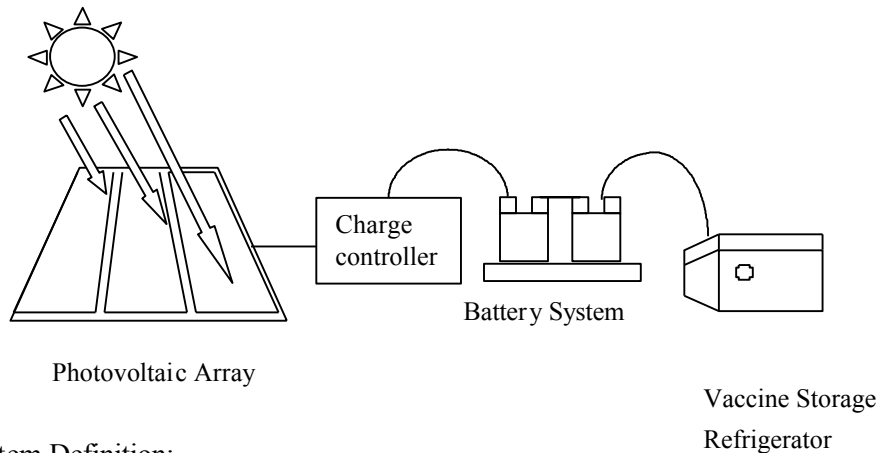 Charge
controller
Battery System
Photovoltaic Array
Vaccine Storage
Refrigerator